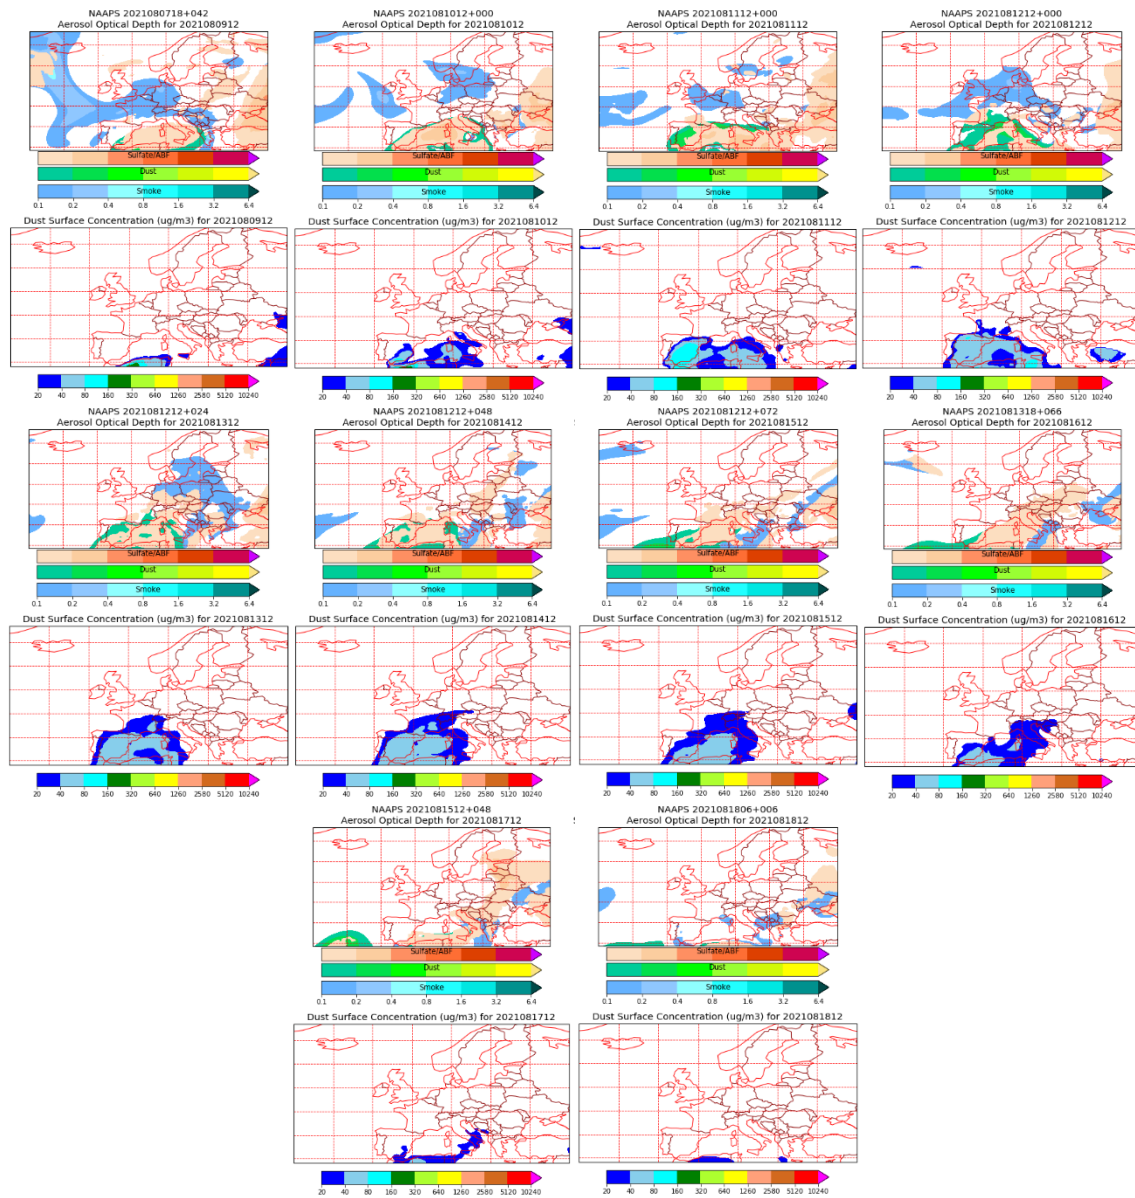 NAAPS 2021080718+042
Aerosol Optical Depth for 2021080912
Sulfate/ABF
Dust
Smoke
0.1 0.2 0.4 0.8 1.6 3.2 6.4
Dust Surface Concentration (ug/m3) for 2021080912
20 40 80 160 320 640 1260 2580 5120 10240
NAAPS 2021081012+000
Aerosol Optical Depth for 2021081012
Sulfate/ABF
Dust
Smoke
0.1 0.2 0.4 0.8 1.6 3.2 6.4
Dust Surface Concentration (ug/m3) for 2021081012
20 40 80 160 320 640 1260 2580 5120 10240
NAAPS 2021081112+000
Aerosol Optical Depth for 2021081112
Sulfate/ABF
Dust
Smoke
0.1 0.2 0.4 0.8 1.6 3.2 6.4
Dust Surface Concentration (ug/m3) for 2021081112
20 40 80 160 320 640 1260 2580 5120 10240
NAAPS 2021081212+000
Aerosol Optical Depth for 2021081212
Sulfate/ABF
Dust
Smoke
0.1 0.2 0.4 0.8 1.6 3.2 6.4
Dust Surface Concentration (ug/m3) for 2021081212
20 40 80 160 320 640 1260 2580 5120 10240
NAAPS 2021081212+024
Aerosol Optical Depth for 2021081312
Sulfate/ABF
Dust
Smoke
0.1 0.2 0.4 0.8 1.6 3.2 6.4
Dust Surface Concentration (ug/m3) for 2021081312
20 40 80 160 320 640 1260 2580 5120 10240
NAAPS 2021081212+048
Aerosol Optical Depth for 2021081412
Sulfate/ABF
Dust
Smoke
0.1 0.2 0.4 0.8 1.6 3.2 6.4
Dust Surface Concentration (ug/m3) for 2021081412
20 40 80 160 320 640 1260 2580 5120 10240
NAAPS 2021081212+072
Aerosol Optical Depth for 2021081512
Sulfate/ABF
Dust
Smoke
0.1 0.2 0.4 0.8 1.6 3.2 6.4
Dust Surface Concentration (ug/m3) for 2021081512
20 40 80 160 320 640 1260 2580 5120 10240
NAAPS 2021081318+066
Aerosol Optical Depth for 2021081612
Sulfate/ABF
Dust
Smoke
0.1 0.2 0.4 0.8 1.6 3.2 6.4
Dust Surface Concentration (ug/m3) for 2021081612
20 40 80 160 320 640 1260 2580 5120 10240
NAAPS 2021081512+048
Aerosol Optical Depth for 2021081712
Sulfate/ABF
Dust
Smoke
0.1 0.2 0.4 0.8 1.6 3.2 6.4
Dust Surface Concentration (ug/m3) for 2021081712
20 40 80 160 320 640 1260 2580 5120 10240
NAAPS 2021081806+006
Aerosol Optical Depth for 2021081812
Sulfate/ABF
Dust
Smoke
0.1 0.2 0.4 0.8 1.6 3.2 6.4
Dust Surface Concentration (ug/m3) for 2021081812
20 40 80 160 320 640 1260 2580 5120 10240